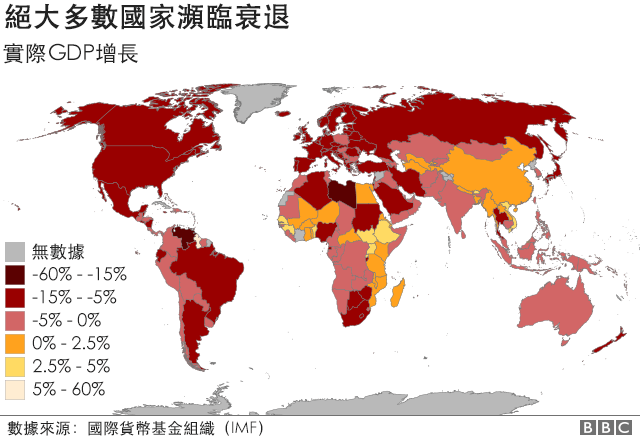 絕大多數國家瀕臨衰退
實際GDP增長
無數據
-60% - -15%
-15% - -5%
-5% - 0%
0% - 2.5%
2.5% - 5%
5% - 60%
數據來源：國際貨幣基金組織（IMF）
BBC